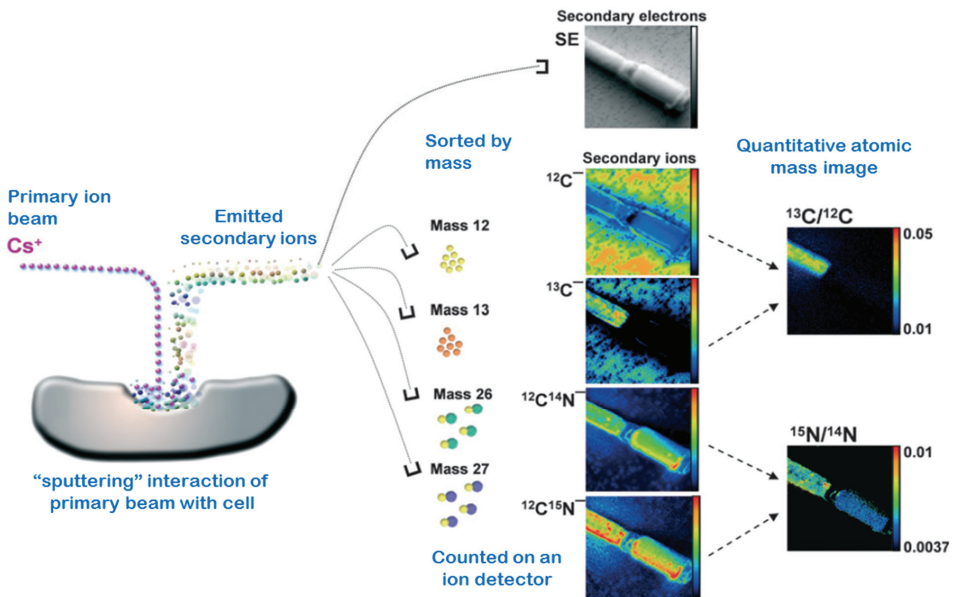 Secondary electrons
SE
Sorted by
mass
Secondary ions
Quantitative atomic
mass image
Primary ion
beam
Cs⁺
Emitted
secondary ions
¹²C⁻
¹³C/¹²C
Mass 12
0.05
¹³C⁻
Mass 13
0.01
Mass 26
¹²C¹⁴N⁻
¹⁵N/¹⁴N
0.01
Mass 27
“sputtering” interaction of
primary beam with cell
¹²C¹⁵N⁻
0.0037
Counted on an
ion detector